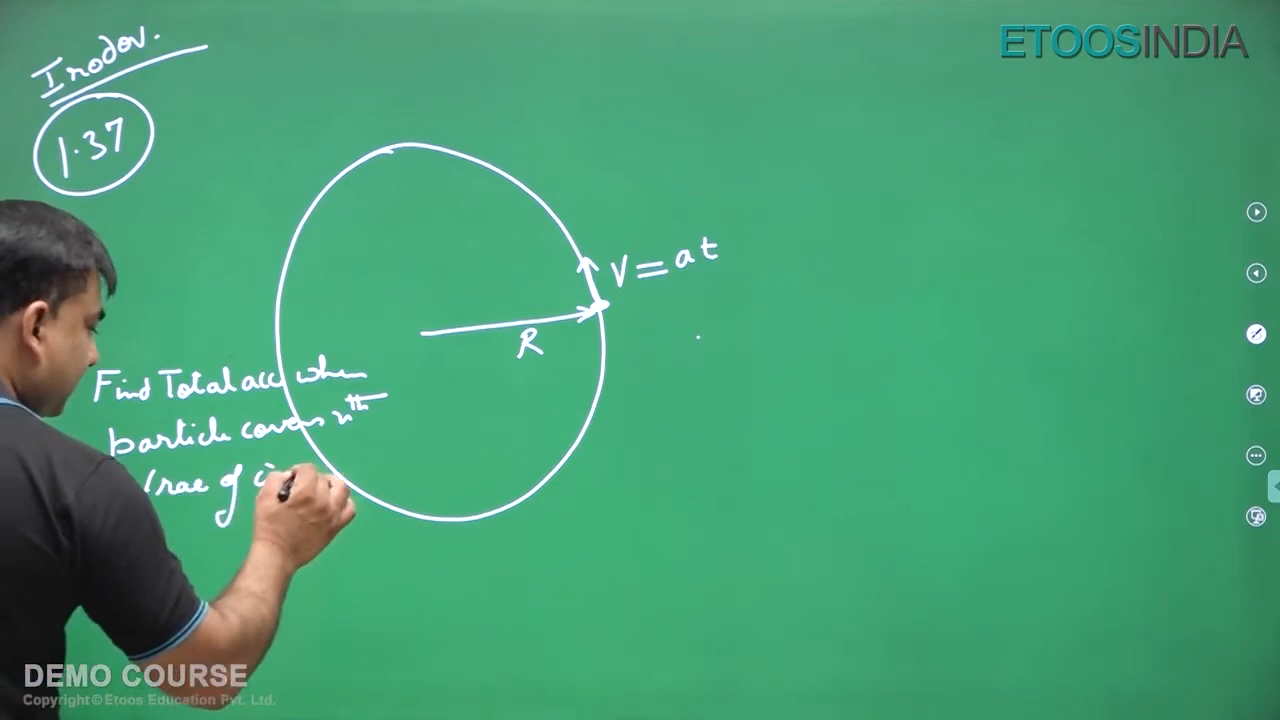 Irodov.
1.37
ETOOSINDIA
V = at
R
Find Total acc when
particle covers nth
of
DEMO COURSE
Copyright © Etoos Education Pvt. Ltd.